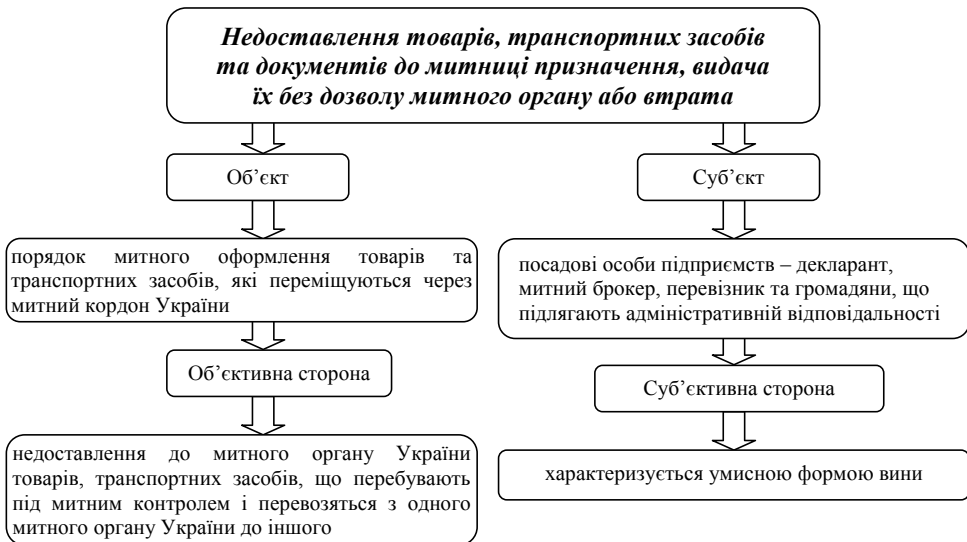 Недоставлення товарів, транспортних засобів
та документів до митниці призначення, видача
їх без дозволу митного органу або втрата
Об’єкт
порядок митного оформлення товарів та
транспортних засобів, які переміщуються через
митний кордон України
Об’єктивна сторона
недоставлення до митного органу України
товарів, транспортних засобів, що перебувають
під митним контролем і перевозяться з одного
митного органу України до іншого
Суб’єкт
посадові особи підприємств – декларант,
митний брокер, перевізник та громадяни, що
підлягають адміністративній відповідальності
Суб’єктивна сторона
характеризується умисною формою вини